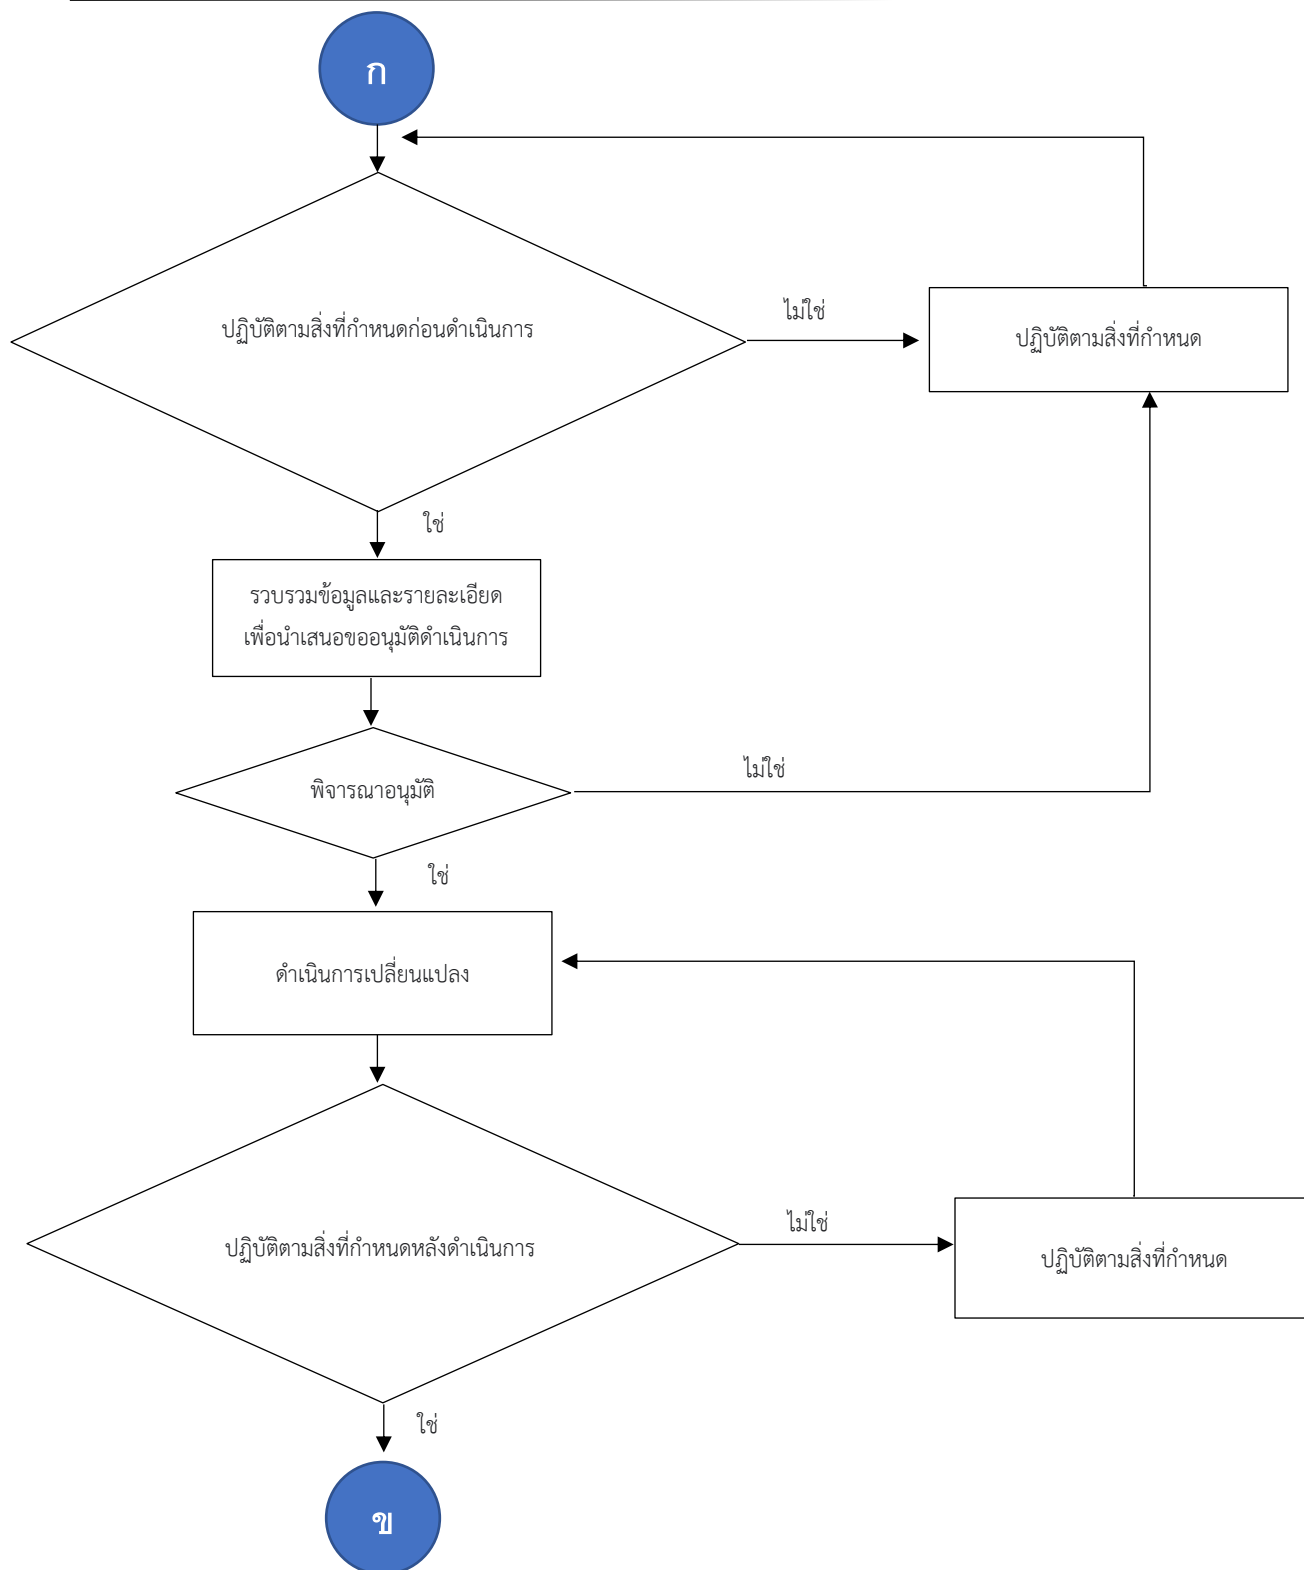 ก
ปฏิบัติตามสิ่งที่กำหนดก่อนดำเนินการ
ไม่ใช่
ปฏิบัติตามสิ่งที่กำหนด
ใช่
รวบรวมข้อมูลและรายละเอียด
เพื่อนำเสนอขออนุมัติดำเนินการ
พิจารณาอนุมัติ
ไม่ใช่
ใช่
ดำเนินการเปลี่ยนแปลง
ปฏิบัติตามสิ่งที่กำหนดหลังดำเนินการ
ไม่ใช่
ปฏิบัติตามสิ่งที่กำหนด
ใช่
ข